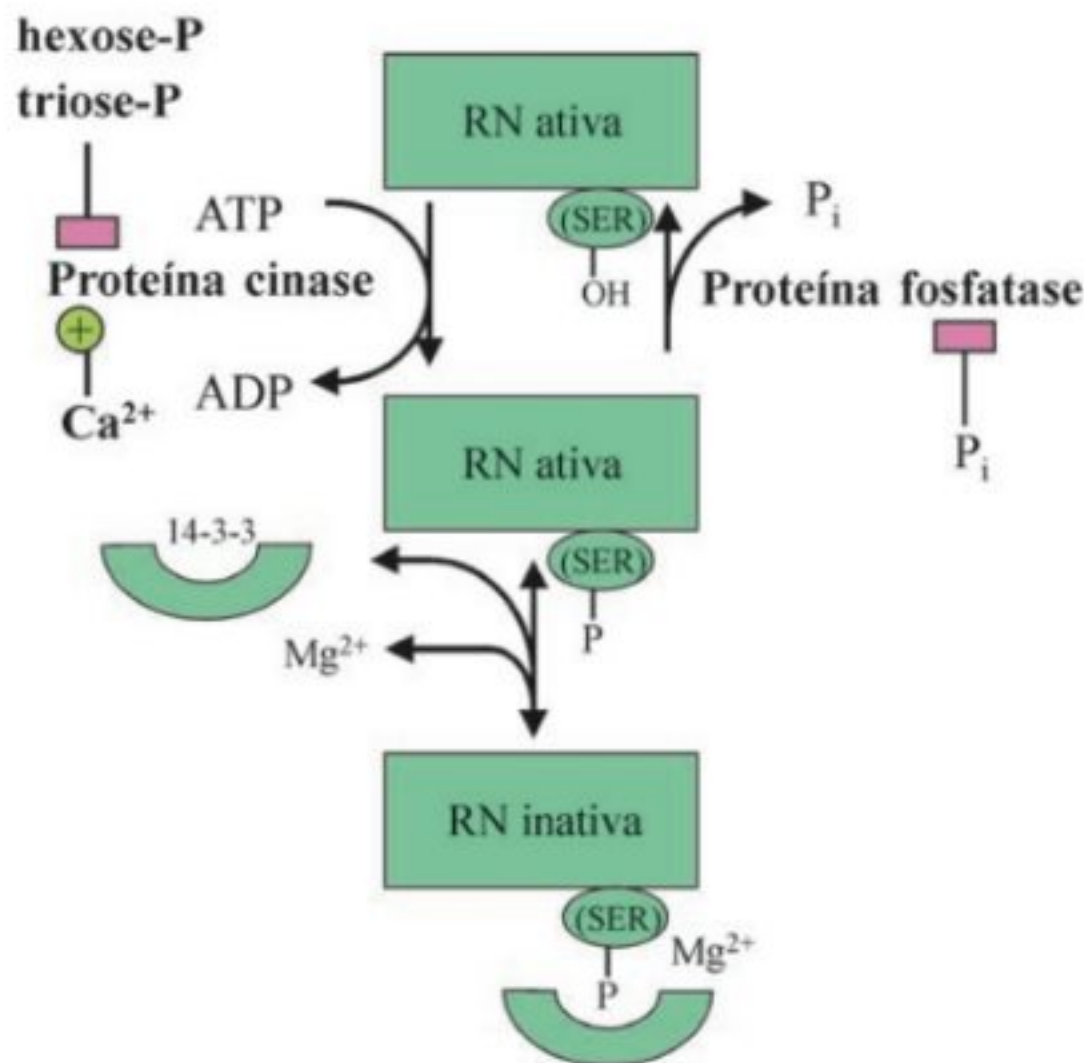 hexose-P
triose-P
RN ativa
(SER)
OH
ATP
Proteína cinase
+
Ca²⁺
ADP
Pᵢ
Proteína fosfatase
Pᵢ
RN ativa
(SER)
P
14-3-3
Mg²⁺
RN inativa
(SER)
P
Mg²⁺